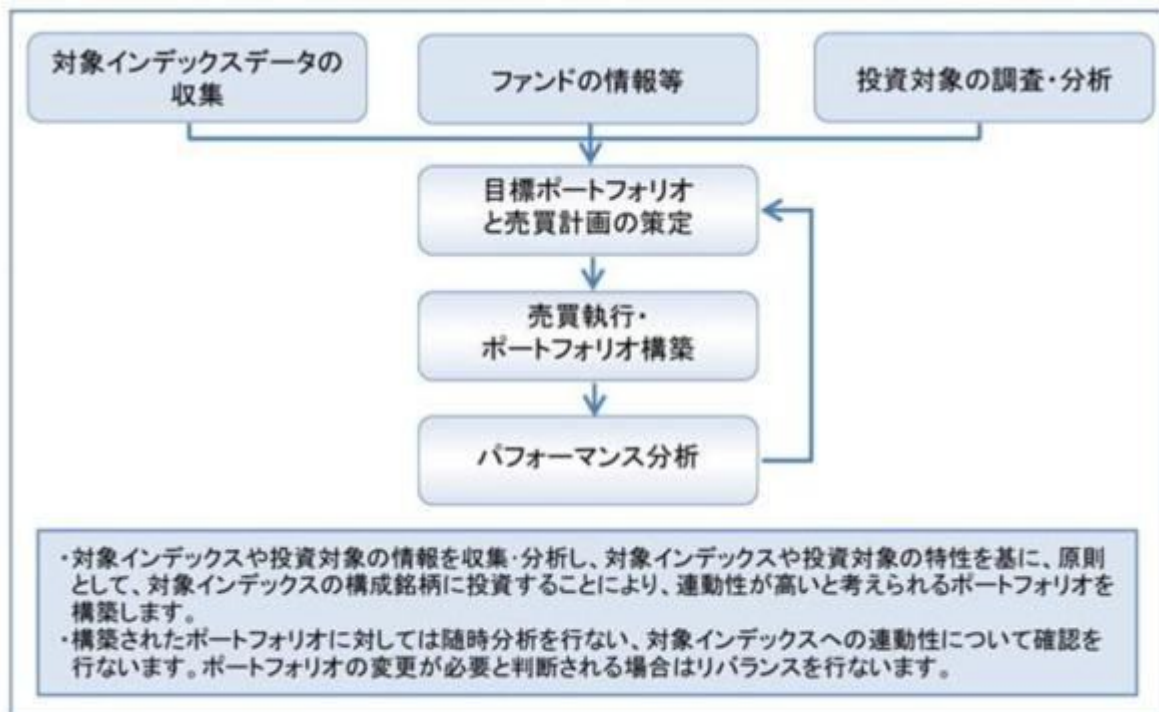 対象インデックスデータの
収集
ファンドの情報等
投資対象の調査・分析
目標ポートフォリオ
と売買計画の策定
売買執行・
ポートフォリオ構築
パフォーマンス分析
・対象インデックスや投資対象の情報を収集・分析し、対象インデックスや投資対象の特性を基に、原則
として、対象インデックスの構成銘柄に投資することにより、連動性が高いと考えられるポートフォリオを
構築します。
・構築されたポートフォリオに対しては随時分析を行ない、対象インデックスへの連動性について確認を
行ないます。ポートフォリオの変更が必要と判断される場合はリバランスを行ないます。